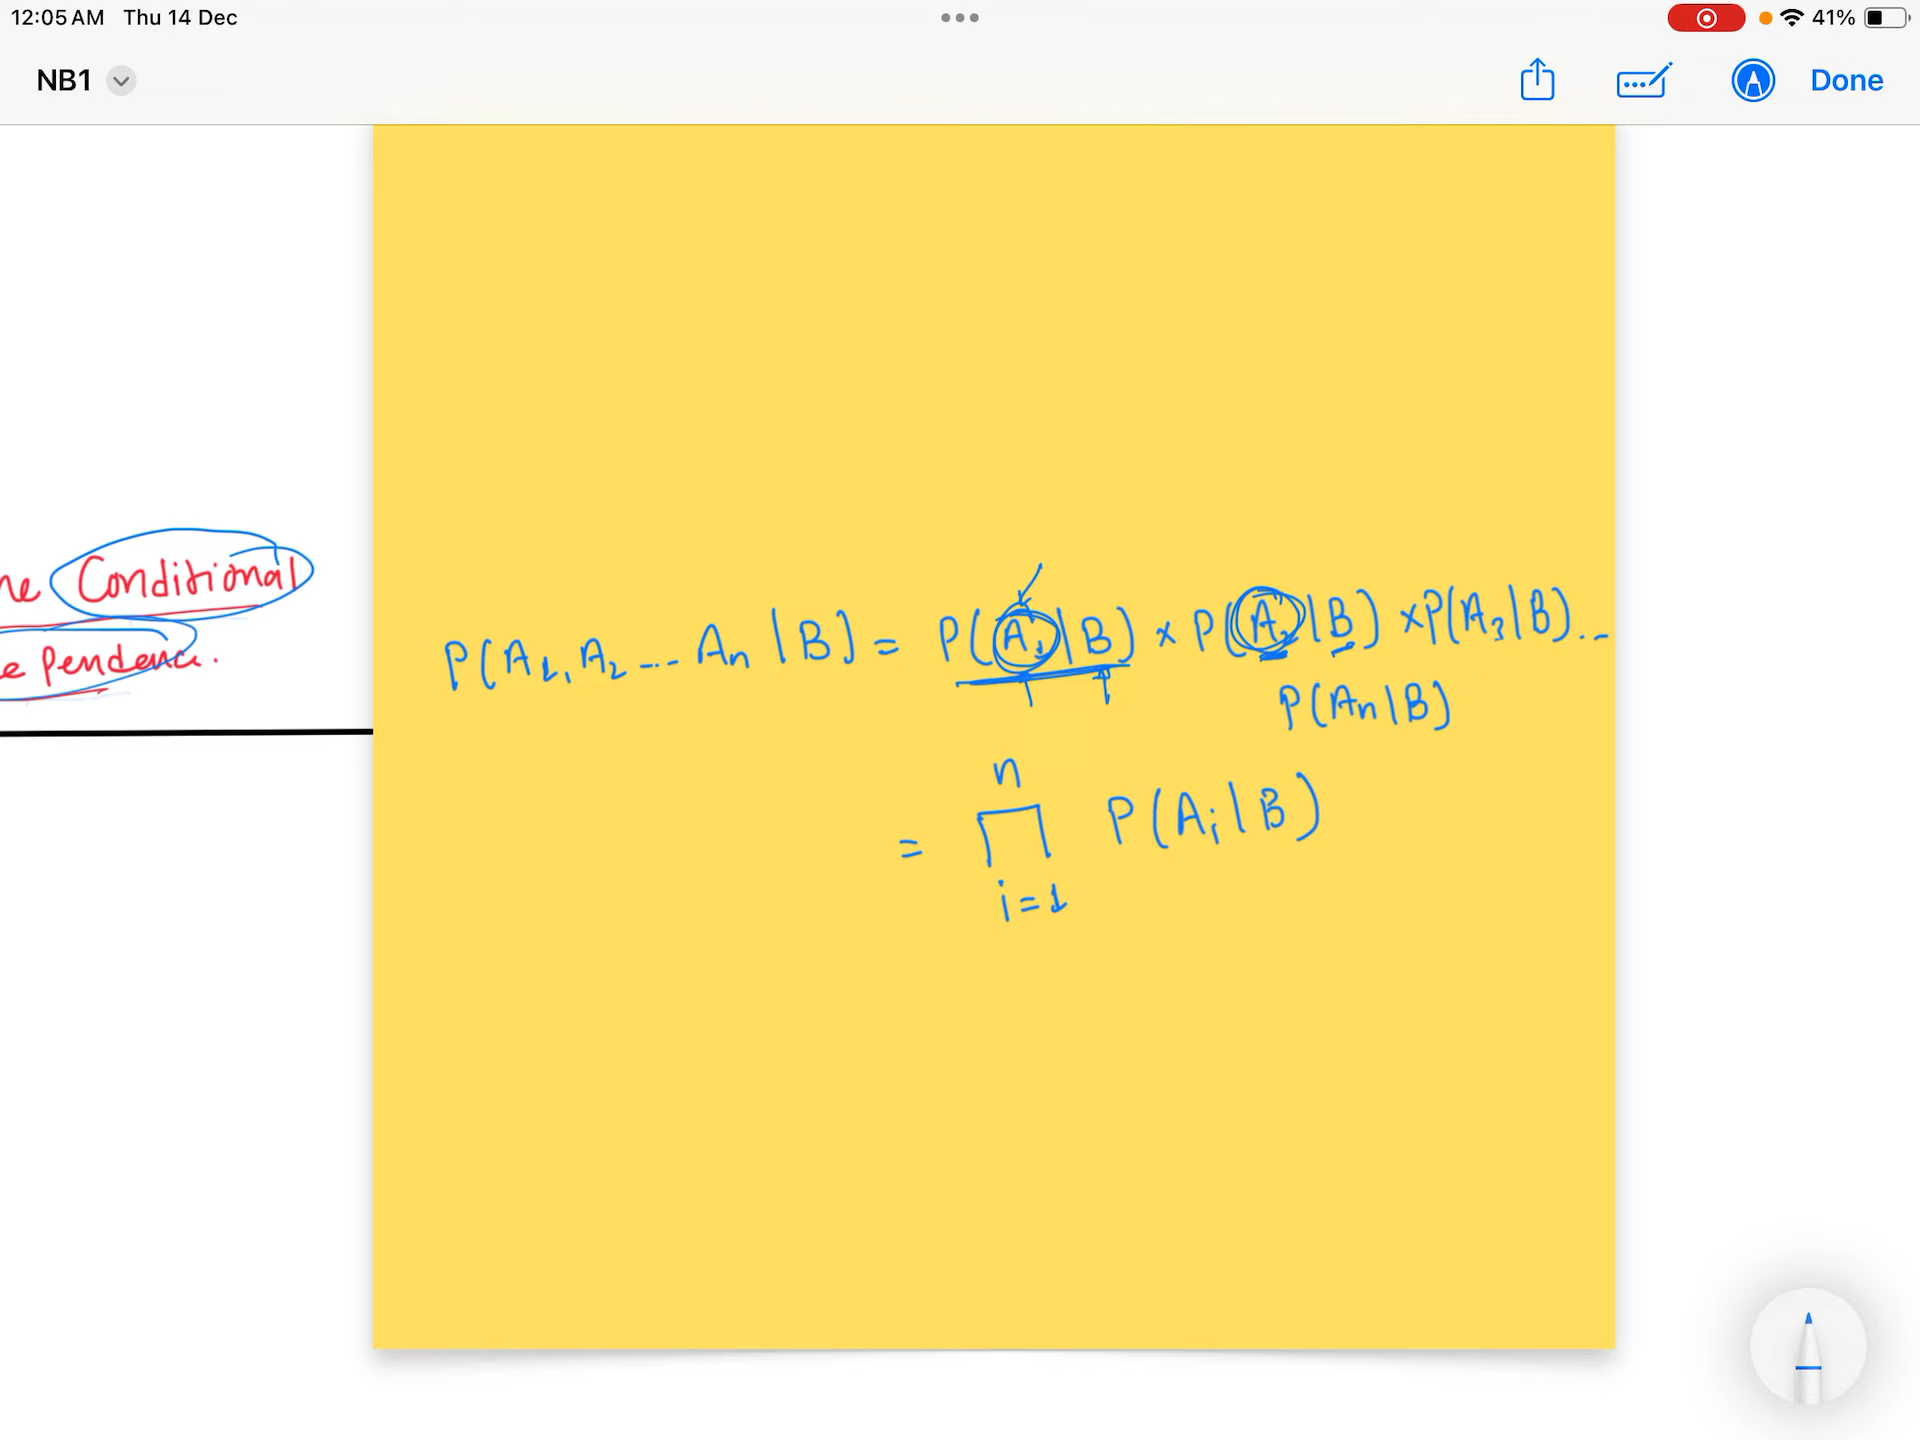 12:05 AM Thu 14 Dec
41%
NB1
Done
ne Conditional
e Pendence.
P(A1, A2 ... An | B) = P(A1 | B) × P(A2 | B) × P(A3 | B)...
P(An | B)
n
= ∏ P(Ai | B)
i=1